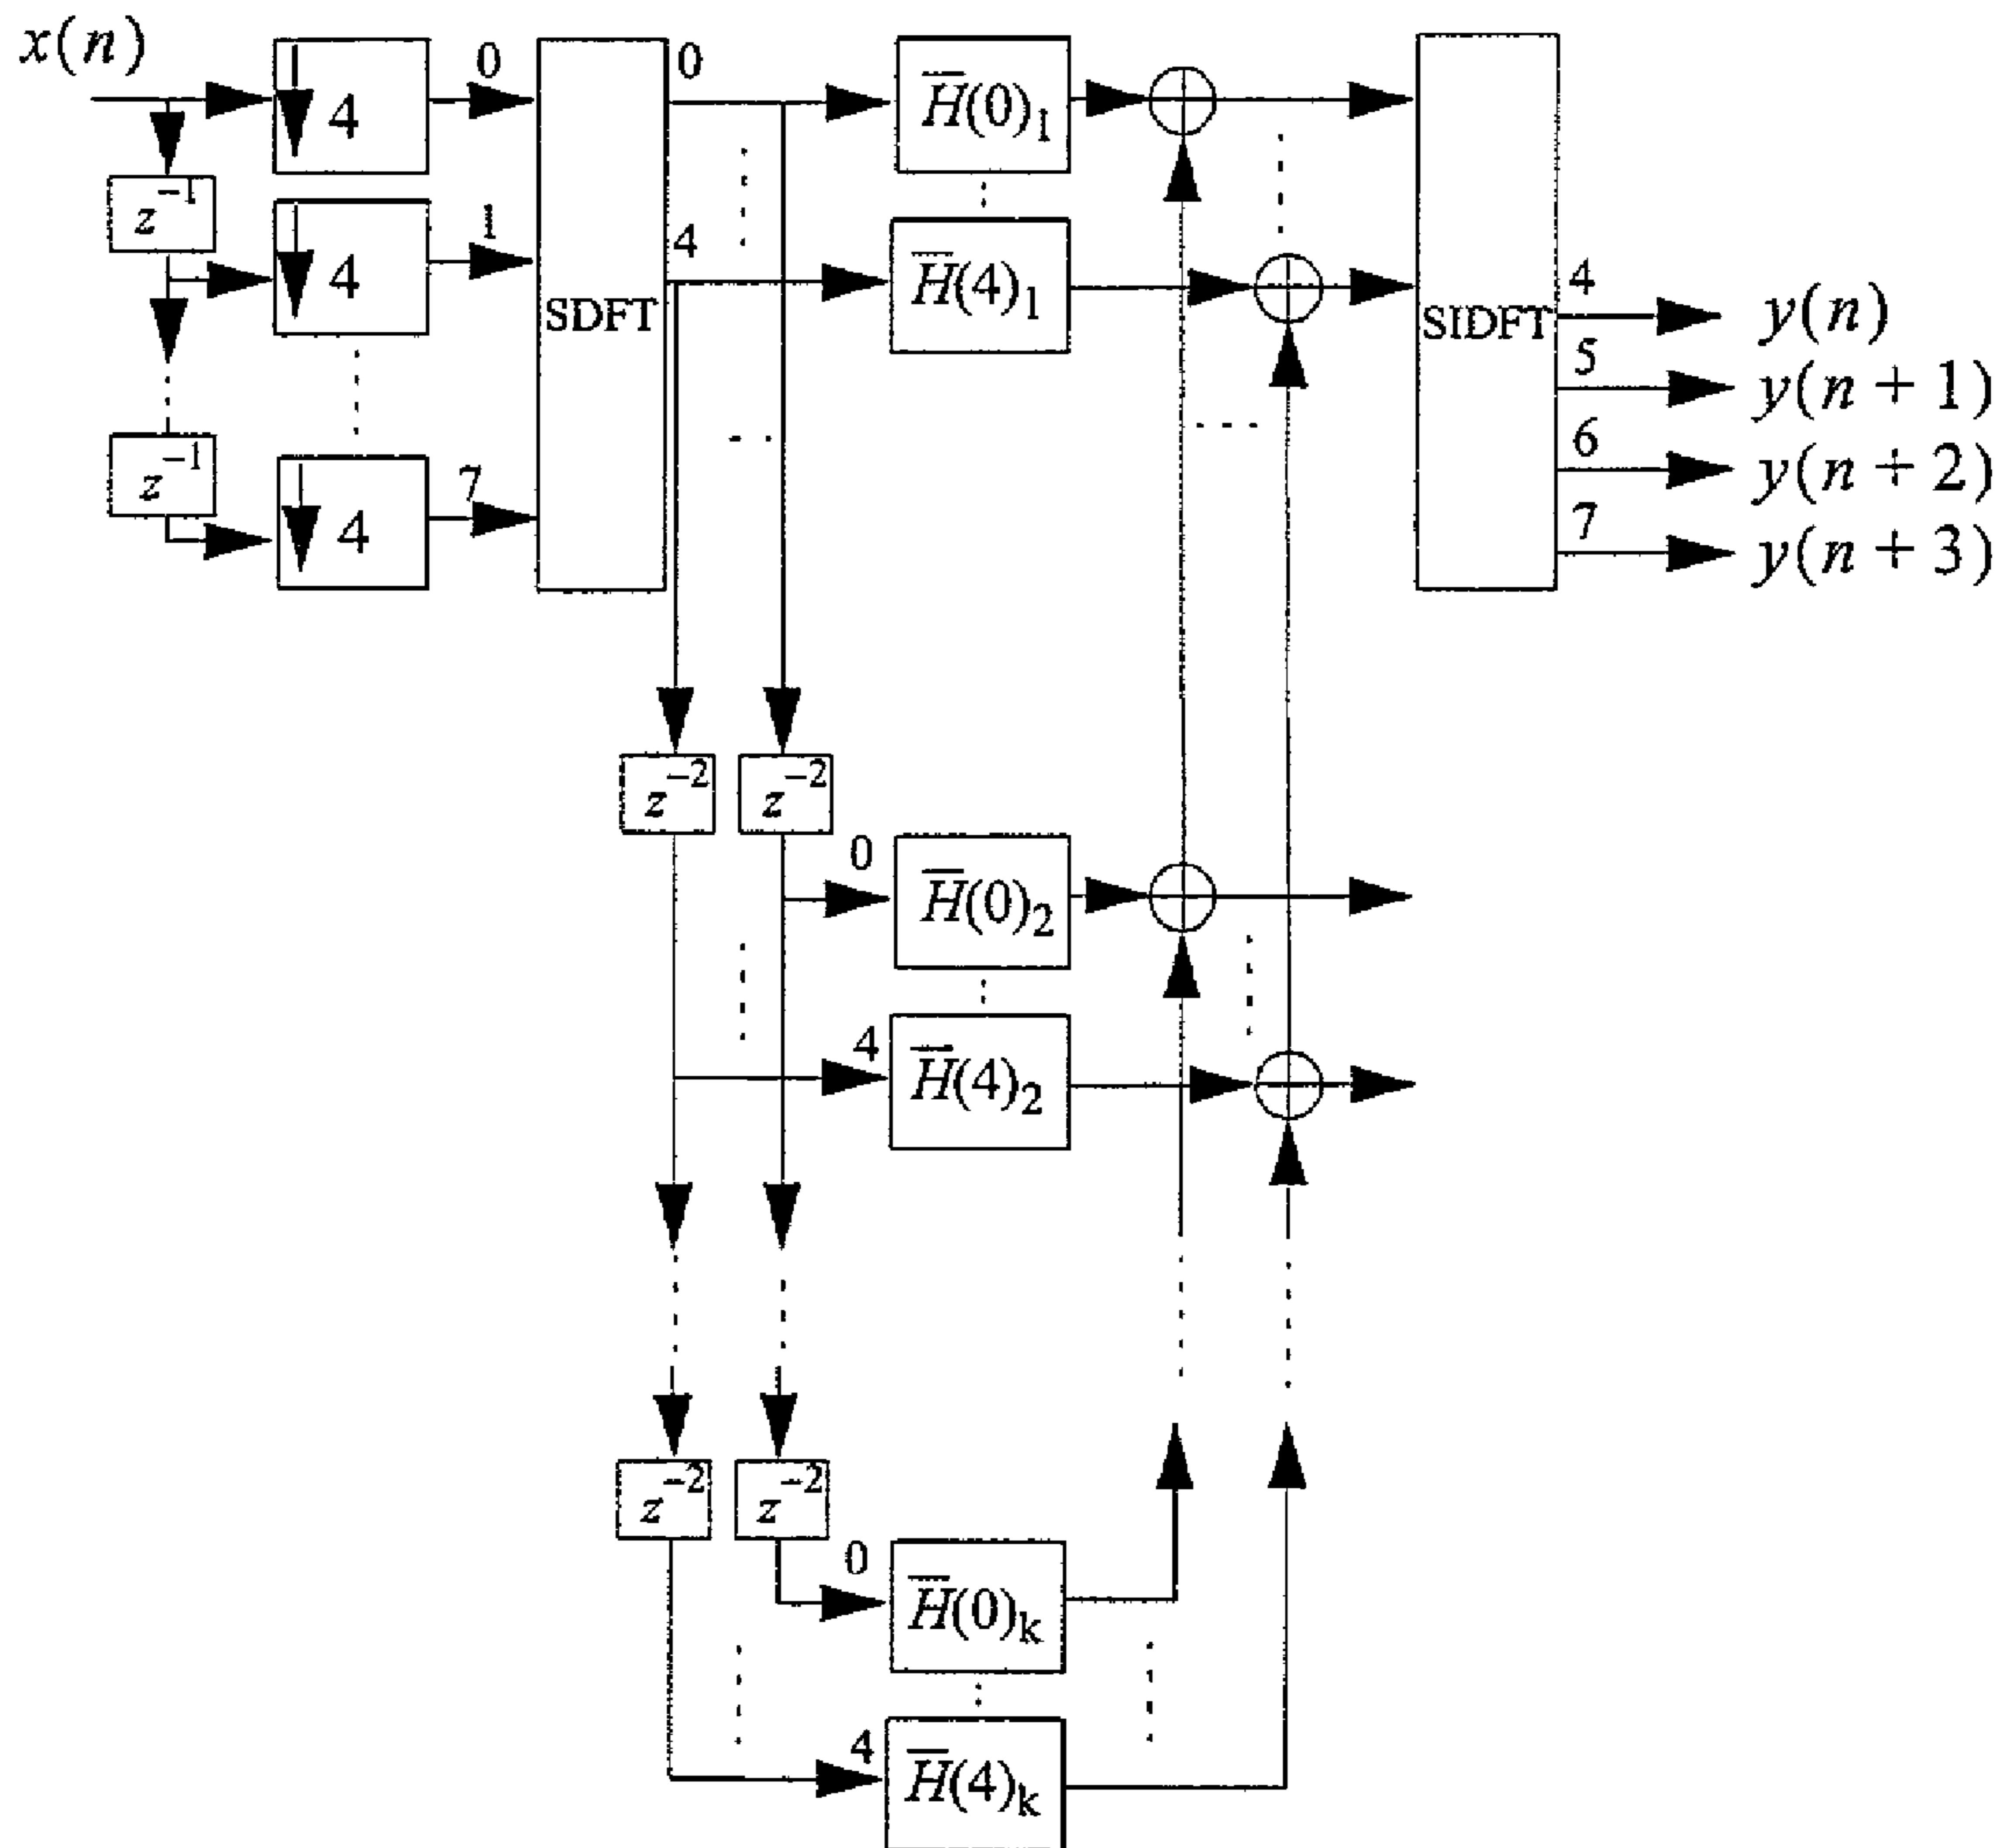 x(n)
4
0
0
H̅(0)₁
z⁻¹
4
1
4
H̅(4)₁
SDFT
SIDFT
4
y(n)
5
y(n + 1)
z⁻¹
4
7
6
y(n + 2)
7
y(n + 3)
z⁻²
z⁻²
0
H̅(0)₂
4
H̅(4)₂
z⁻²
z⁻²
0
H̅(0)ₖ
4
H̅(4)ₖ